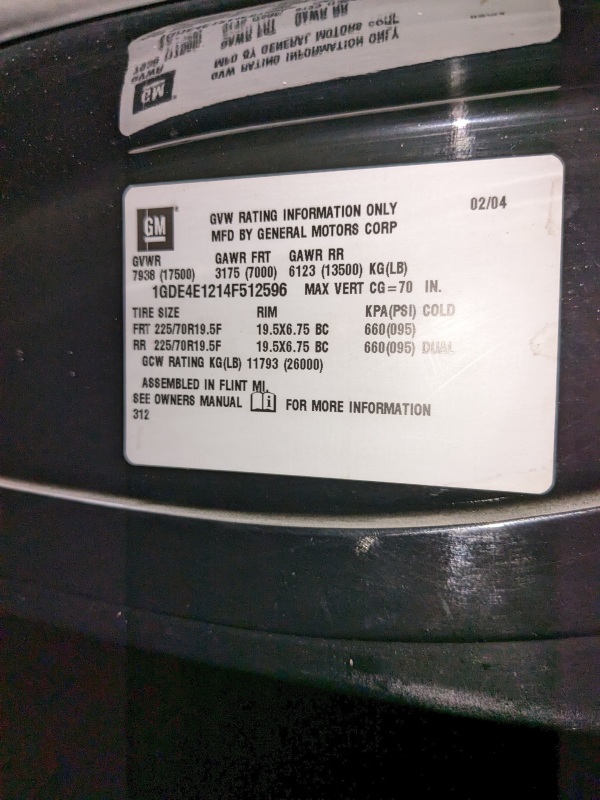 GM
GVW RATING INFORMATION ONLY
MFD BY GENERAL MOTORS CORP
02/04
GVWR GAWR FRT GAWR RR
7938 (17500) 3175 (7000) 6123 (13500) KG(LB)
1GDE4E1214F512596 MAX VERT CG=70 IN.
TIRE SIZE RIM KPA(PSI) COLD
FRT 225/70R19.5F 19.5X6.75 BC 660(095)
RR 225/70R19.5F 19.5X6.75 BC 660(095) DUAL
GCW RATING KG(LB) 11793 (26000)
ASSEMBLED IN FLINT MI.
SEE OWNERS MANUAL i FOR MORE INFORMATION
312